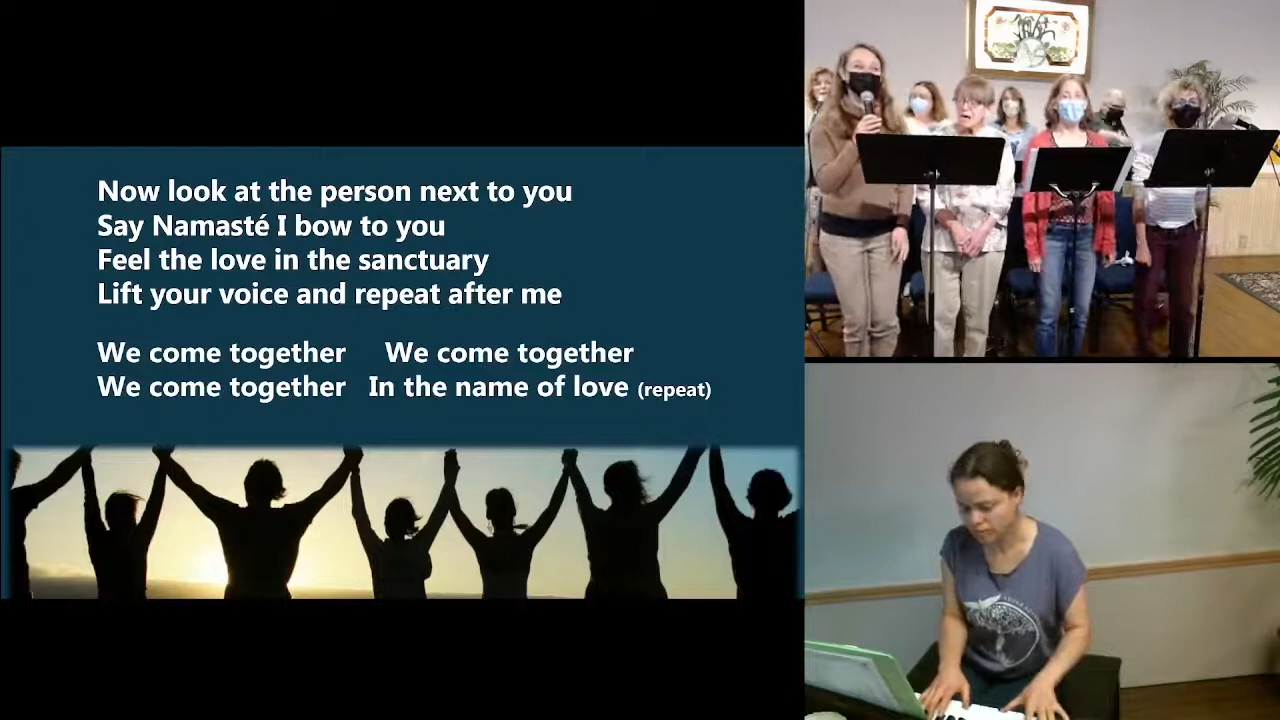 Now look at the person next to you
Say Namasté I bow to you
Feel the love in the sanctuary
Lift your voice and repeat after me
We come together We come together
We come together In the name of love (repeat)